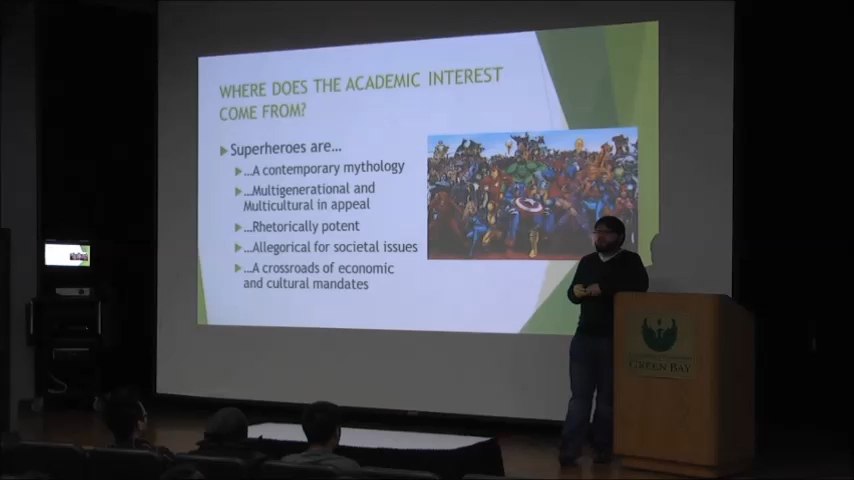 WHERE DOES THE ACADEMIC INTEREST
COME FROM?
Superheroes are...
...A contemporary mythology
...Multigenerational and
Multicultural in appeal
...Rhetorically potent
...Allegorical for societal issues
...A crossroads of economic
and cultural mandates
GREEN BAY